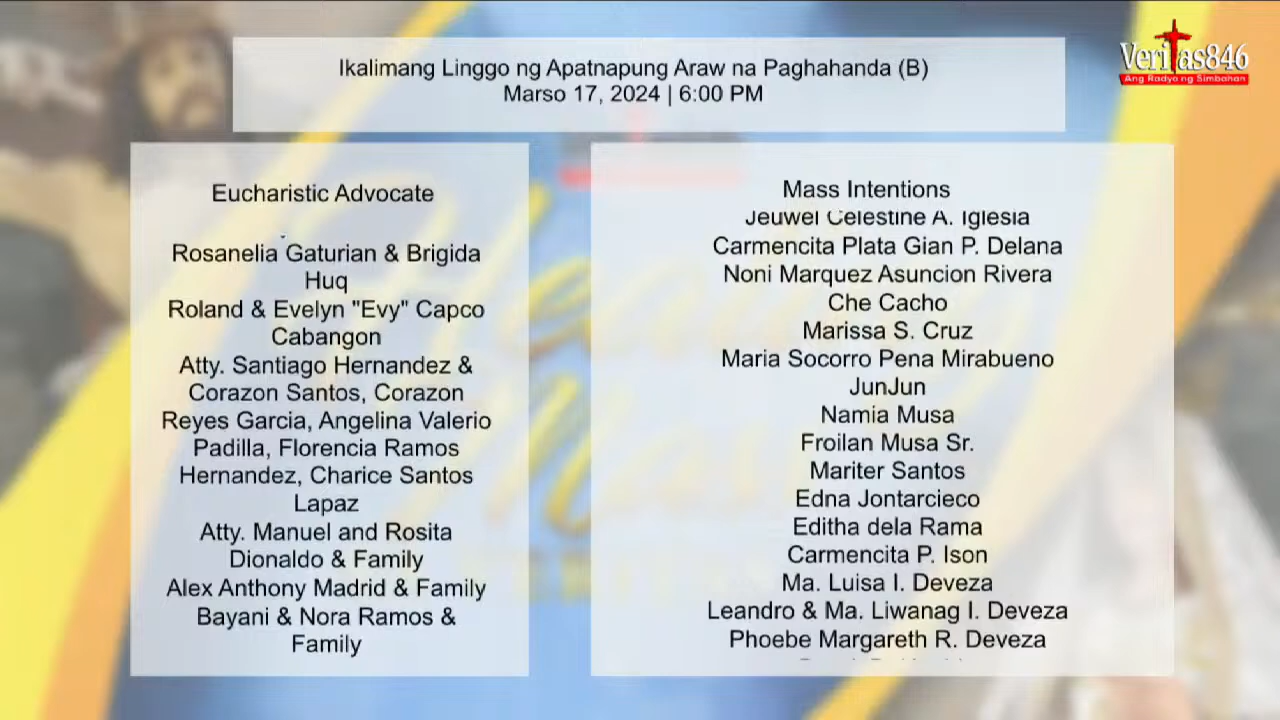 Ikalimang Linggo ng Apatnapung Araw na Paghahanda (B)
Marso 17, 2024 | 6:00 PM
Veritas846
Ang Radyo ng Simbahan
Eucharistic Advocate
Rosanelia Gaturian & Brigida
Huq
Roland & Evelyn "Evy" Capco
Cabangon
Atty. Santiago Hernandez &
Corazon Santos, Corazon
Reyes Garcia, Angelina Valerio
Padilla, Florencia Ramos
Hernandez, Charice Santos
Lapaz
Atty. Manuel and Rosita
Dionaldo & Family
Alex Anthony Madrid & Family
Bayani & Nora Ramos &
Family
Mass Intentions
Jeuwel Celestine A. Iglesia
Carmencita Plata Gian P. Delana
Noni Marquez Asuncion Rivera
Che Cacho
Marissa S. Cruz
Maria Socorro Pena Mirabueno
JunJun
Namia Musa
Froilan Musa Sr.
Mariter Santos
Edna Jontarcieco
Editha dela Rama
Carmencita P. Ison
Ma. Luisa I. Deveza
Leandro & Ma. Liwanag I. Deveza
Phoebe Margareth R. Deveza